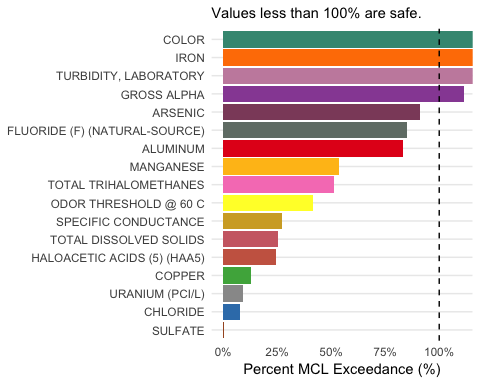 Values less than 100% are safe.
COLOR
IRON
TURBIDITY, LABORATORY
GROSS ALPHA
ARSENIC
FLUORIDE (F) (NATURAL-SOURCE)
ALUMINUM
MANGANESE
TOTAL TRIHALOMETHANES
ODOR THRESHOLD @ 60 C
SPECIFIC CONDUCTANCE
TOTAL DISSOLVED SOLIDS
HALOACETIC ACIDS (5) (HAA5)
COPPER
URANIUM (PCI/L)
CHLORIDE
SULFATE
0% 25% 50% 75% 100%
Percent MCL Exceedance (%)